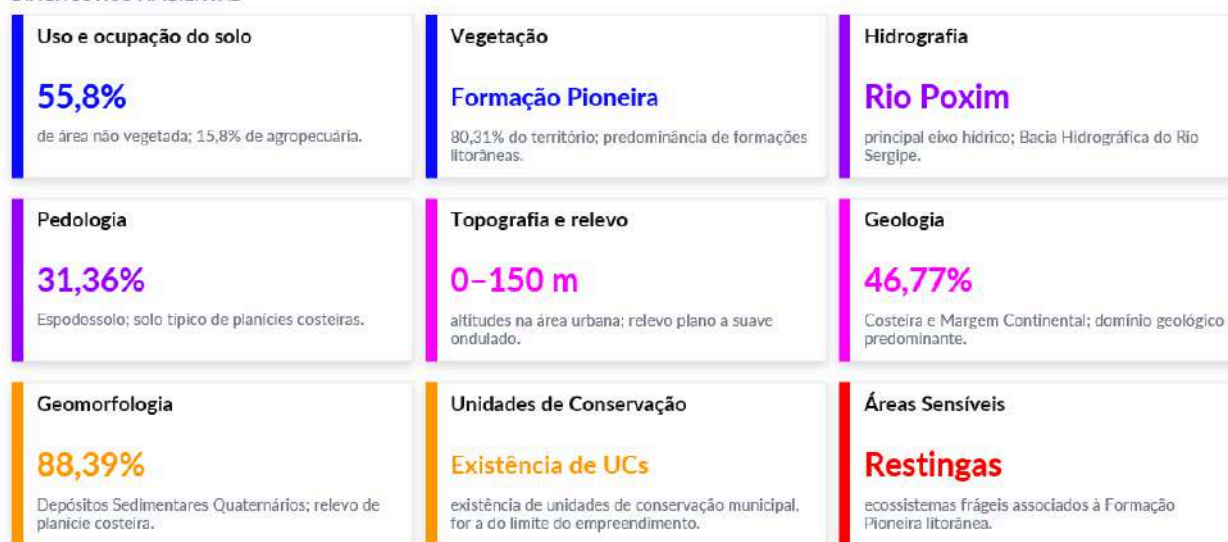 Uso e ocupação do solo
55,8%
de área não vegetada; 15,8% de agropecuária.
Vegetação
Formação Pioneira
80,31% do território; predominância de formações
litorâneas.
Hidrografia
Rio Poxim
principal eixo hídrico; Bacia Hidrográfica do Rio
Sergipe.
Pedologia
31,36%
Espodossolo; solo típico de planícies costeiras.
Topografia e relevo
0–150 m
altitudes na área urbana; relevo plano a suave
ondulado.
Geologia
46,77%
Costeira e Margem Continental; domínio geológico
predominante.
Geomorfologia
88,39%
Depósitos Sedimentares Quaternários; relevo de
planície costeira.
Unidades de Conservação
Existência de UCs
existência de unidades de conservação municipal,
for a do limite do empreendimento.
Áreas Sensíveis
Restingas
ecossistemas frágeis associados à Formação
Pioneira litorânea.